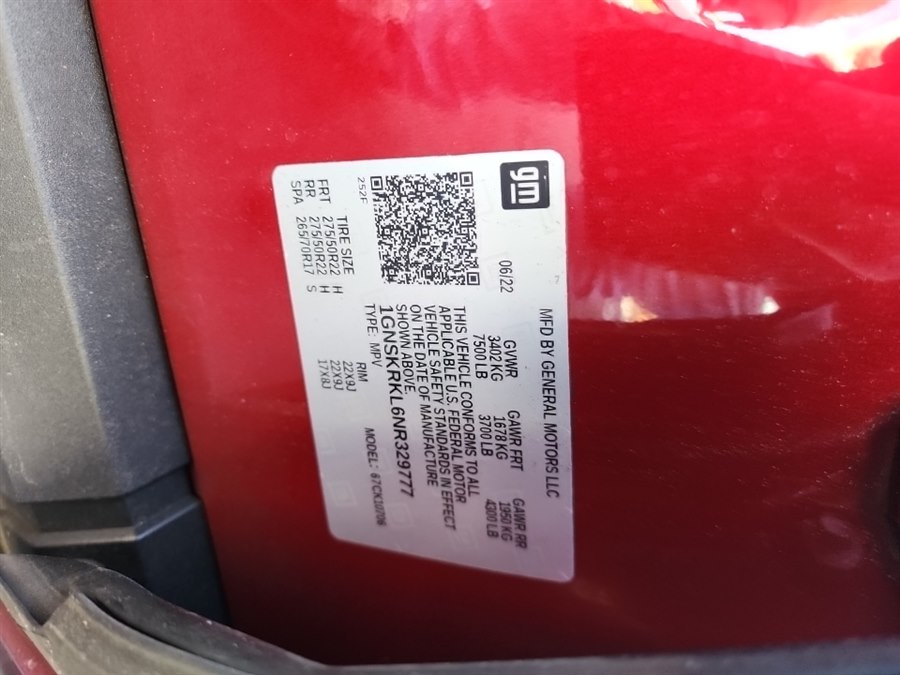 gm
MFD BY GENERAL MOTORS LLC
06/22
GVWR GAWR FRT GAWR RR
3402 KG 1678 KG 1950 KG
7500 LB 3700 LB 4300 LB
THIS VEHICLE CONFORMS TO ALL
APPLICABLE U.S. FEDERAL MOTOR
VEHICLE SAFETY STANDARDS IN EFFECT
ON THE DATE OF MANUFACTURE
SHOWN ABOVE.
1GNSKRKL6NR329777
TYPE: MPV MODEL:
252F
TIRE SIZE RIM
FRT 275/50R22 H 22X9J
RR 275/50R22 H 22X9J
SPA 265/70R17 S 17X8J